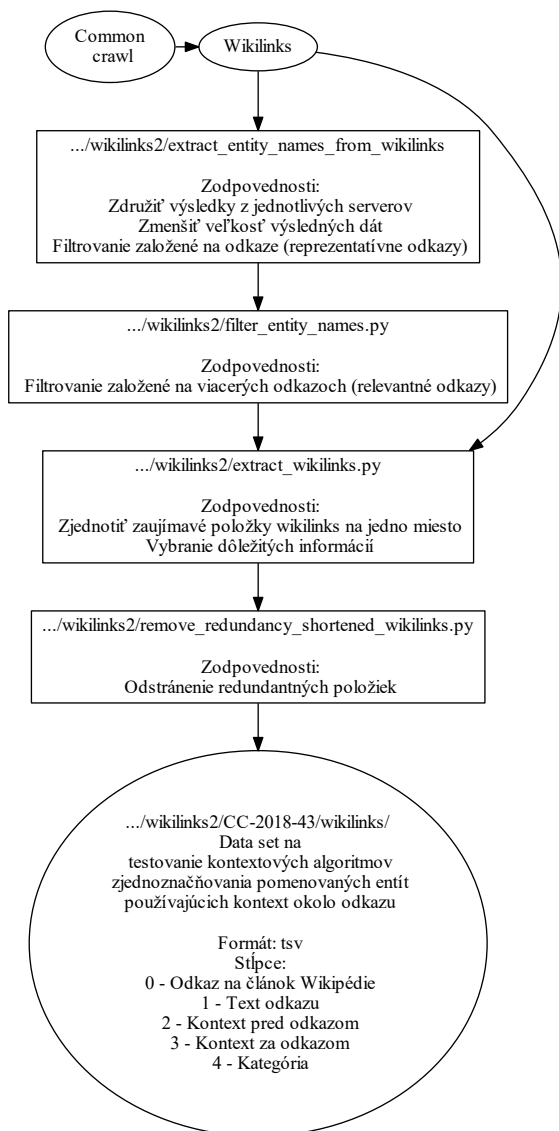 Common
crawl
Wikilinks
.../wikilinks2/extract_entity_names_from_wikilinks
Zodpovednosti:
Združiť výsledky z jednotlivých serverov
Zmenšiť veľkosť výsledných dát
Filtrovanie založené na odkaze (reprezentatívne odkazy)
.../wikilinks2/filter_entity_names.py
Zodpovednosti:
Filtrovanie založené na viacerých odkazoch (relevantné odkazy)
.../wikilinks2/extract_wikilinks.py
Zodpovednosti:
Zjednotiť zaujímavé položky wikilinks na jedno miesto
Vybranie dôležitých informácií
.../wikilinks2/remove_redundancy_shortened_wikilinks.py
Zodpovednosti:
Odstránenie redundantných položiek
.../wikilinks2/CC-2018-43/wikilinks/
Data set na
testovanie kontextových algoritmov
zjednoznačňovania pomenovaných entít
používajúcich kontext okolo odkazu
Formát: tsv
Stĺpce:
0 - Odkaz na článok Wikipédie
1 - Text odkazu
2 - Kontext pred odkazom
3 - Kontext za odkazom
4 - Kategória